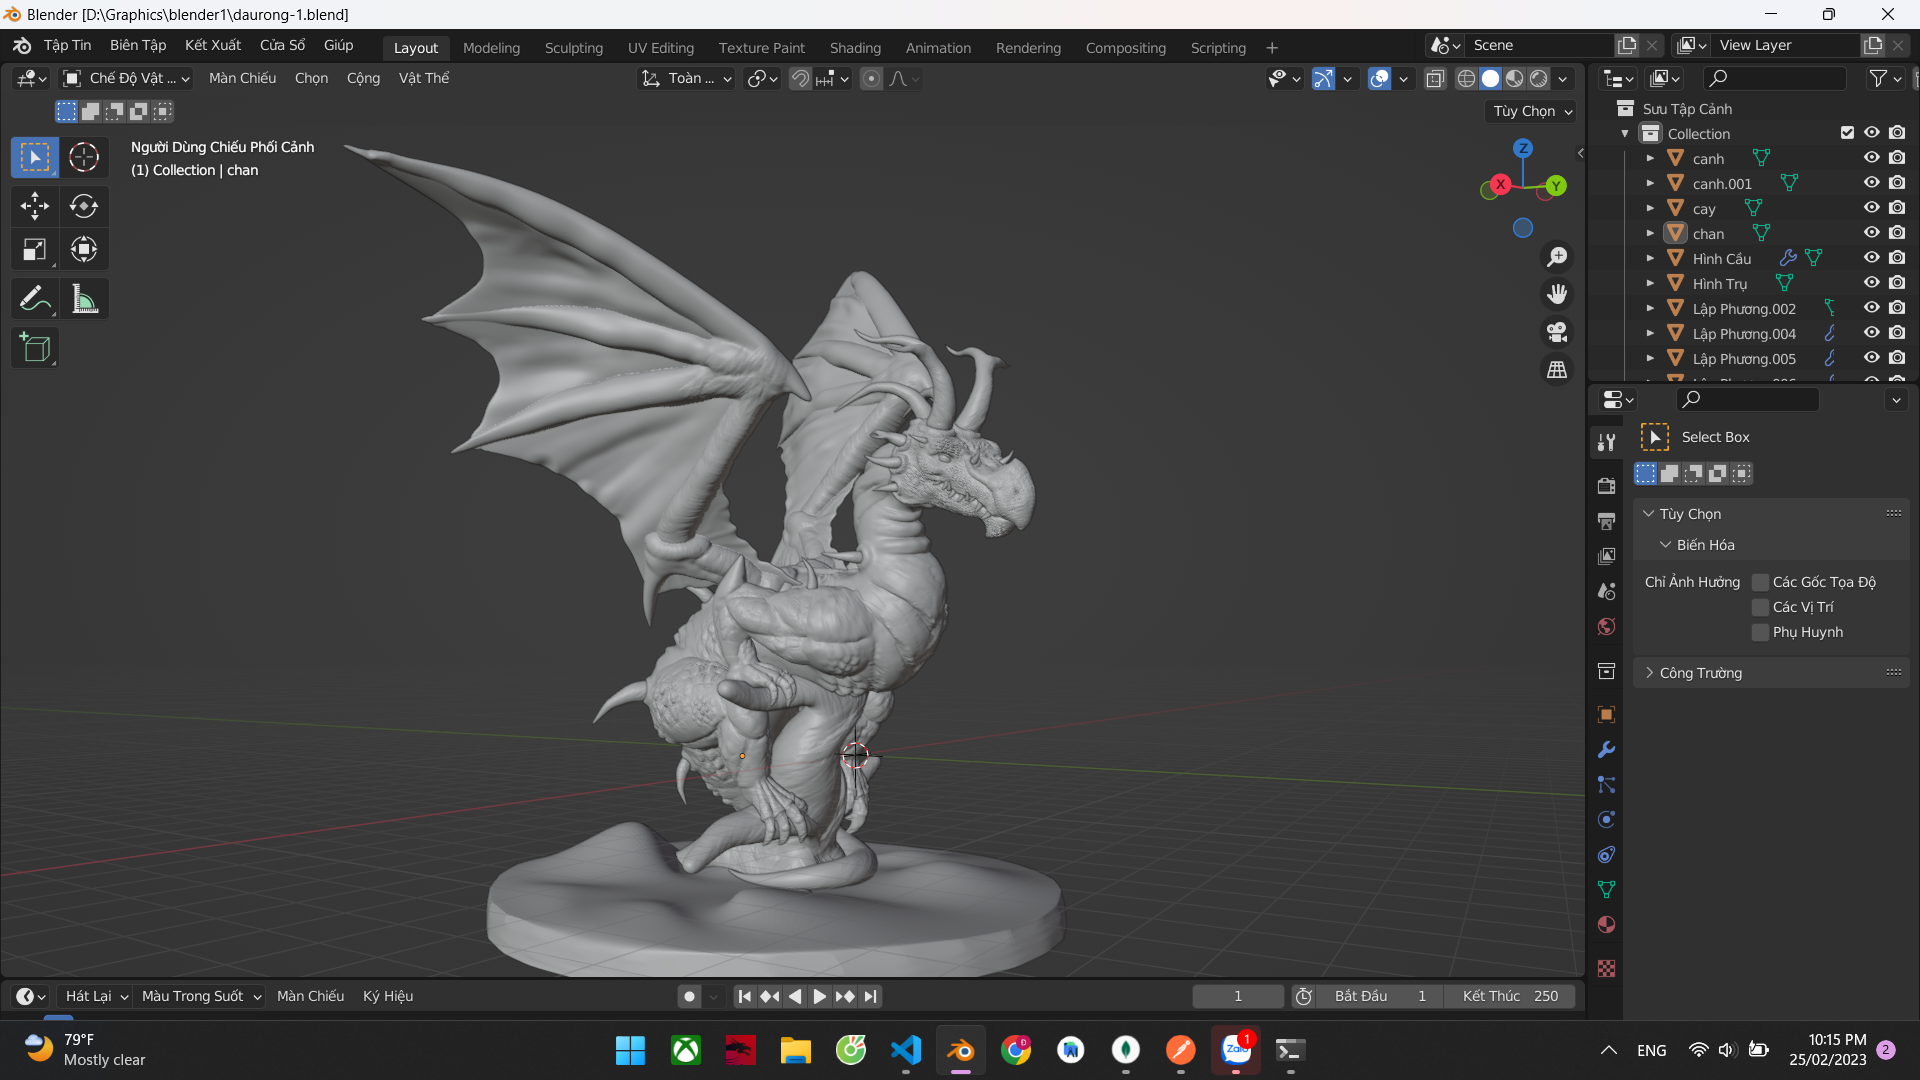 Blender [D:\Graphics\blender1\daurong-1.blend]
Tập Tin Biên Tập Kết Xuất Cửa Sổ Giúp Layout Modeling Sculpting UV Editing Texture Paint Shading Animation Rendering Compositing Scripting + Scene View Layer
Chế Độ Vật ... Màn Chiếu Chọn Cộng Vật Thể Toàn ...
Tùy Chọn
Người Dùng Chiếu Phối Cảnh
(1) Collection | chan
Z
X
Y
Sưu Tập Cảnh
Collection
canh
canh.001
cay
chan
Hình Cầu
Hình Trụ
Lập Phương.002
Lập Phương.004
Lập Phương.005
Select Box
Tùy Chọn
Biến Hóa
Chỉ Ảnh Hưởng Các Gốc Tọa Độ
Các Vị Trí
Phụ Huynh
Công Trường
Hát Lại Màu Trong Suốt Màn Chiếu Ký Hiệu 1 Bắt Đầu 1 Kết Thúc 250
79°F
Mostly clear
D
Zalo
1
ENG
10:15 PM
25/02/2023
2